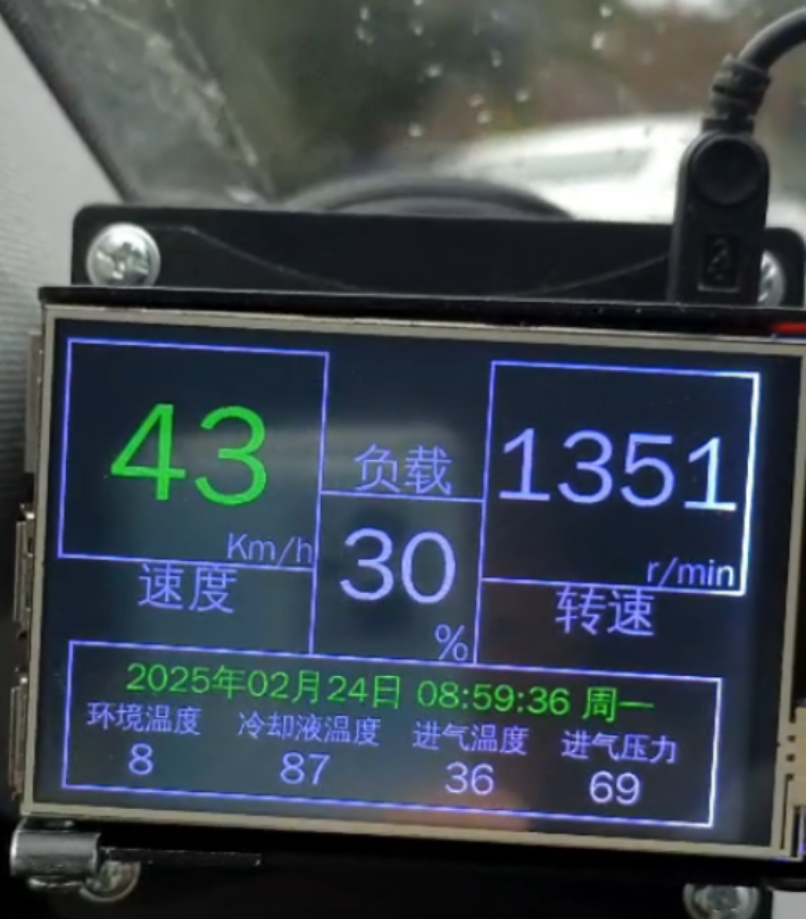 43
Km/h
速度
负载
30
%
1351
r/min
转速
2025年02月24日 08:59:36 周一
环境温度 冷却液温度 进气温度 进气压力
8 87 36 69